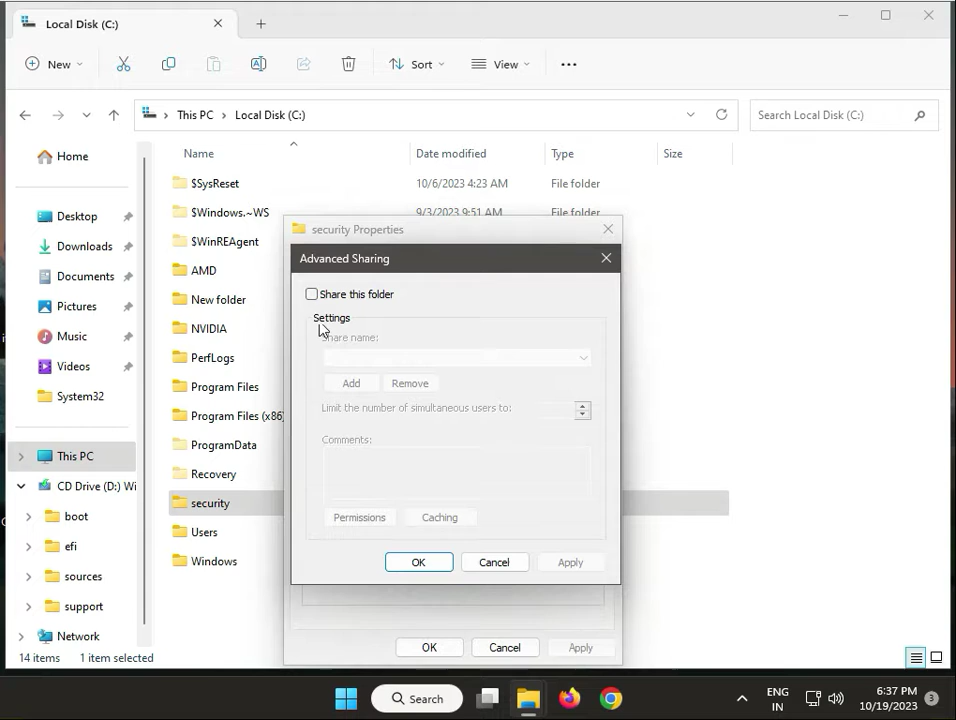 Local Disk (C:)
New
Sort
View
This PC
Local Disk (C:)
Search Local Disk (C:)
Name
Date modified
Type
Size
Home
Desktop
Downloads
Documents
Pictures
Music
Videos
System32
This PC
CD Drive (D:) Wi
boot
efi
sources
support
Network
$SysReset
10/6/2023 4:23 AM
File folder
$Windows.~WS
9/3/2023 9:51 AM
File folder
$WinREAgent
AMD
New folder
NVIDIA
PerfLogs
Program Files
Program Files (x86)
ProgramData
Recovery
security
Users
Windows
security Properties
Advanced Sharing
Share this folder
Settings
Share name:
Add
Remove
Limit the number of simultaneous users to:
Comments:
Permissions
Caching
OK
Cancel
Apply
OK
Cancel
Apply
14 items
1 item selected
Search
ENG
IN
6:37 PM
10/19/2023
3